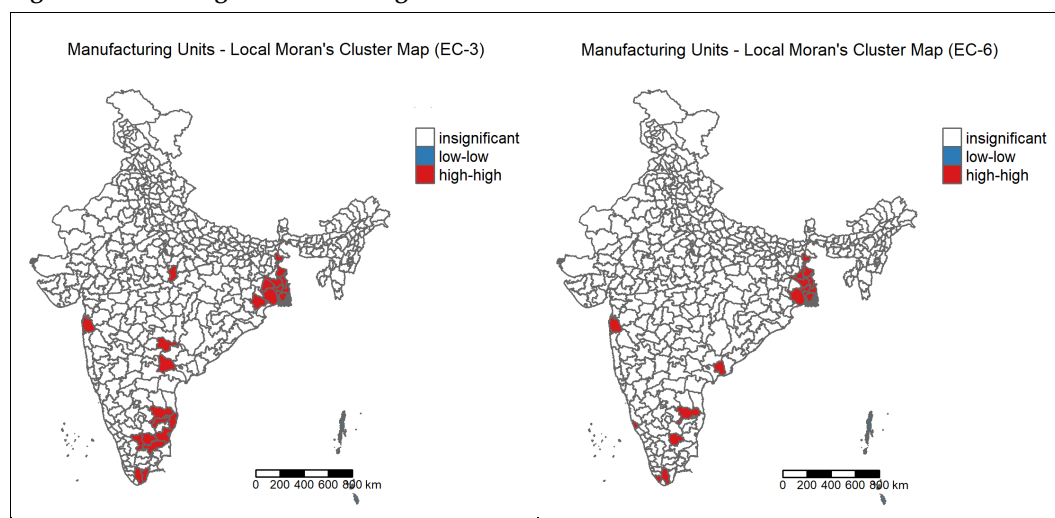 Manufacturing Units - Local Moran's Cluster Map (EC-3)
insignificant
low-low
high-high
0 200 400 600 800 km
Manufacturing Units - Local Moran's Cluster Map (EC-6)
insignificant
low-low
high-high
0 200 400 600 800 km